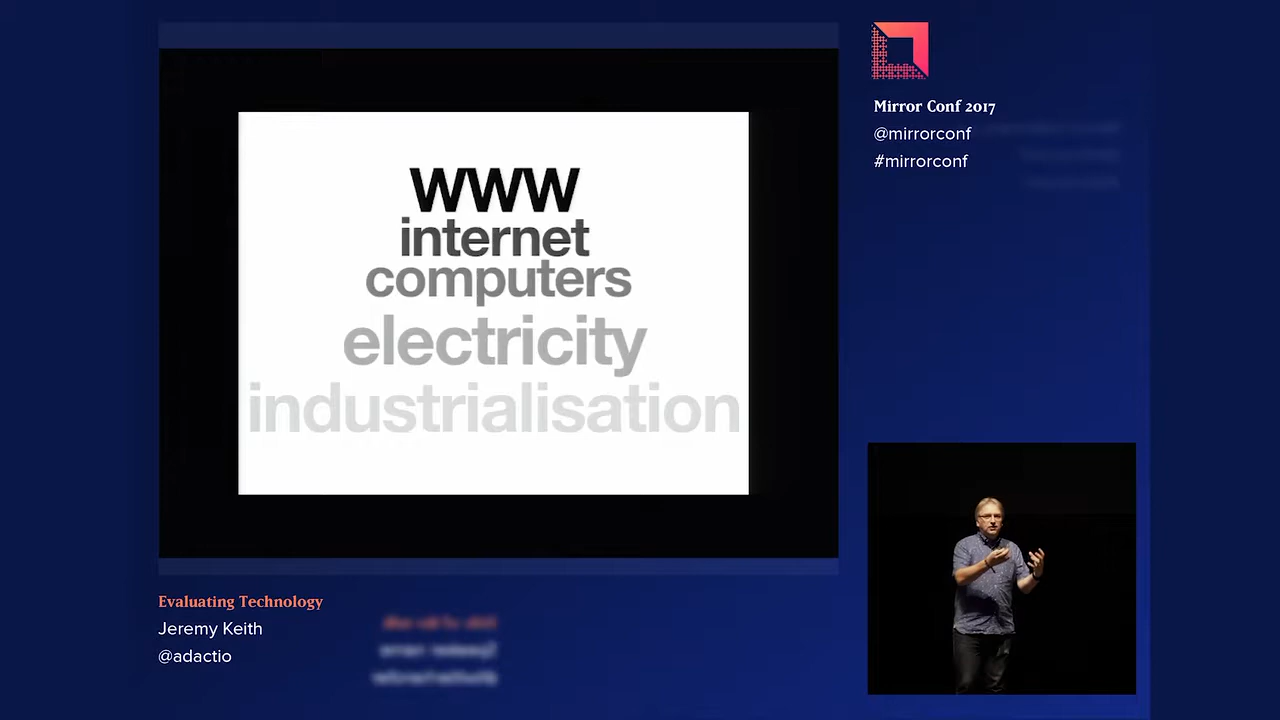 WWW
internet
computers
electricity
industrialisation
Mirror Conf 2017
@mirrorconf
#mirrorconf
Evaluating Technology
Jeremy Keith
@adactio